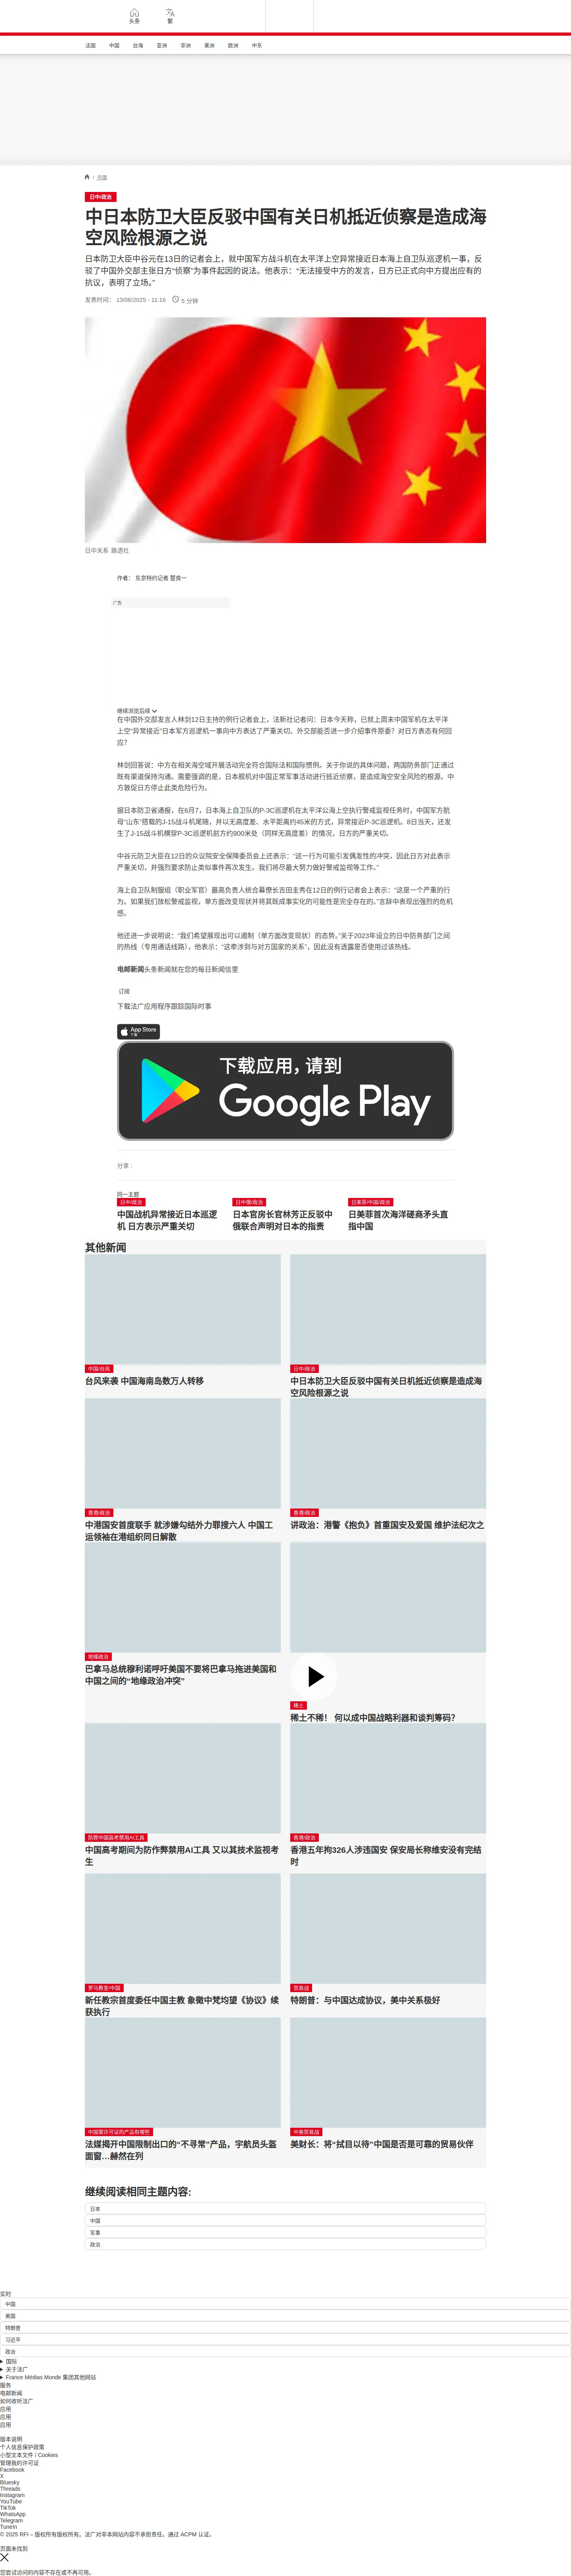 头条
繁
法国
中国
台海
亚洲
非洲
美洲
欧洲
中东
/ 中国
日中/政治
中日本防卫大臣反驳中国有关日机抵近侦察是造成海
空风险根源之说
日本防卫大臣中谷元在13日的记者会上，就中国军方战斗机在太平洋上空异常接近日本海上自卫队巡逻机一事，反
驳了中国外交部主张日方“侦察”为事件起因的说法。他表示：“无法接受中方的发言，日方已正式向中方提出应有的
抗议，表明了立场。”
发表时间： 13/06/2025 - 11:16
5 分钟
日中关系 路透社
作者： 东京特约记者 楚良一
广告
继续浏览后续
在中国外交部发言人林剑12日主持的例行记者会上，法新社记者问：日本今天称，已就上周末中国军机在太平洋
上空“异常接近”日本军方巡逻机一事向中方表达了严重关切。外交部能否进一步介绍事件原委？对日方表态有何回
应？
林剑回答说：中方在相关海空域开展活动完全符合国际法和国际惯例。关于你说的具体问题，两国防务部门正通过
既有渠道保持沟通。需要强调的是，日本舰机对中国正常军事活动进行抵近侦察，是造成海空安全风险的根源。中
方敦促日方停止此类危险行为。
据日本防卫省通报，在6月7日，日本海上自卫队的P-3C巡逻机在太平洋公海上空执行警戒监视任务时，中国军方航
母“山东”搭载的J-15战斗机尾随，并以无高度差、水平距离约45米的方式，异常接近P-3C巡逻机。8日当天，还发
生了J-15战斗机横穿P-3C巡逻机前方约900米处（同样无高度差）的情况，日方的严重关切。
中谷元防卫大臣在12日的众议院安全保障委员会上还表示：“这一行为可能引发偶发性的冲突，因此日方对此表示
严重关切，并强烈要求防止类似事件再次发生。我们将尽最大努力做好警戒监视等工作。”
海上自卫队制服组（职业军官）最高负责人统合幕僚长吉田圭秀在12日的例行记者会上表示：“这是一个严重的行
为。如果我们放松警戒监视，单方面改变现状并将其既成事实化的可能性是完全存在的。”言辞中表现出强烈的危机
感。
他还进一步说明说：“我们希望展现出可以遏制（单方面改变现状）的态势。”关于2023年设立的日中防务部门之间
的热线（专用通话线路），他表示：“这牵涉到与对方国家的关系”，因此没有透露是否使用过该热线。
电邮新闻头条新闻就在您的每日新闻信里
订阅
下载法广应用程序跟踪国际时事
App Store
下载
下载应用，请到
Google Play
分享 :
同一主题
日中/政治
中国战机异常接近日本巡逻
机 日方表示严重关切
日中俄/政治
日本官房长官林芳正反驳中
俄联合声明对日本的指责
日美菲/中国/政治
日美菲首次海洋磋商矛头直
指中国
其他新闻
中国/台风
台风来袭 中国海南岛数万人转移
日中/政治
中日本防卫大臣反驳中国有关日机抵近侦察是造成海
空风险根源之说
香港/政治
中港国安首度联手 就涉嫌勾结外力罪搜六人 中国工
运领袖在港组织同日解散
香港/政治
讲政治：港警《抱负》首重国安及爱国 维护法纪次之
地缘政治
巴拿马总统穆利诺呼吁美国不要将巴拿马拖进美国和
中国之间的“地缘政治冲突”
稀土
稀土不稀！ 何以成中国战略利器和谈判筹码？
防弊中国高考禁用AI工具
中国高考期间为防作弊禁用AI工具 又以其技术监视考
生
香港/政治
香港五年拘326人涉违国安 保安局长称维安没有完结
时
罗马教皇/中国
新任教宗首度委任中国主教 象徵中梵均望《协议》续
获执行
贸易战
特朗普：与中国达成协议，美中关系极好
中国需许可证的产品有哪些
法媒揭开中国限制出口的“不寻常”产品，宇航员头盔
面窗…赫然在列
中美贸易战
美财长：将“拭目以待”中国是否是可靠的贸易伙伴
继续阅读相同主题内容:
日本
中国
军事
政治
实时
中国
美国
特朗普
习近平
政治
国际
关于法广
France Médias Monde 集团其他网站
服务
电邮新闻
如何收听法广
应用
应用
应用
版本说明
个人信息保护政策
小型文本文件 / Cookies
管理我的许可证
Facebook
X
Bluesky
Threads
Instagram
YouTube
TikTok
WhatsApp
Telegram
TuneIn
© 2025 RFI – 版权所有版权所有。法广对非本网站内容不承担责任。通过 ACPM 认证。
页面未找到
您尝试访问的内容不存在或不再可用。